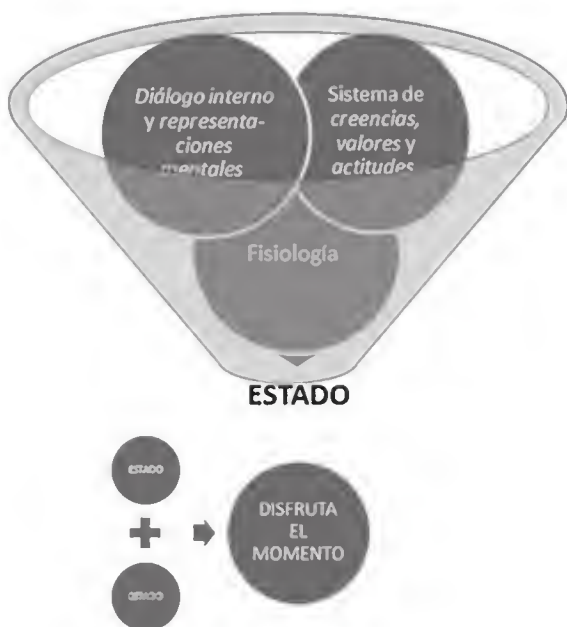 Diálogo interno
y representa-
ciones
mentales
Sistema de
creencias,
valores y
actitudes
Fisiología
ESTADO
ESTADO
+
DISFRUTA
EL
MOMENTO